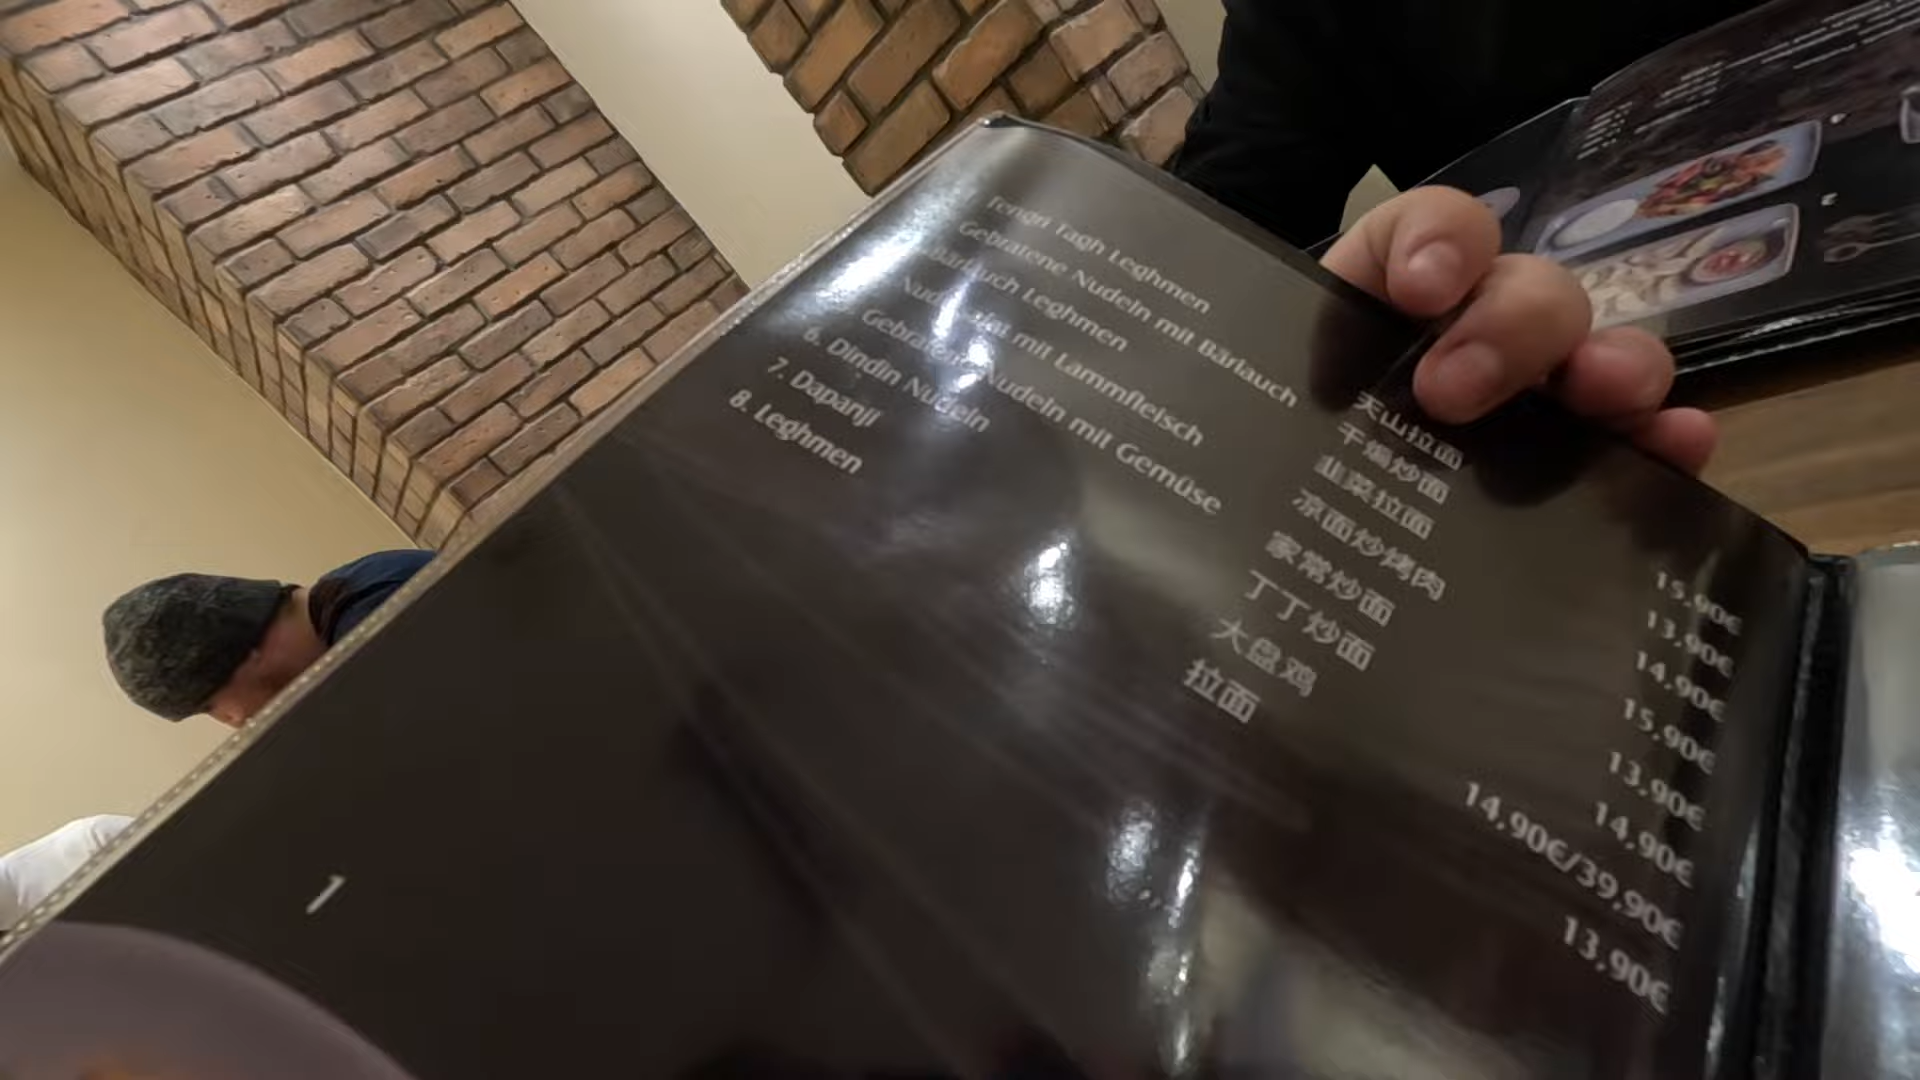 Tengri Tagh Leghmen 天山拉面 15,90€
Gebratene Nudeln mit Bärlauch 干煸炒面 13,90€
Bärlauch Leghmen 韭菜拉面 14,90€
mit Lammfleisch 凉面炒烤肉 15,90€
Gebratene Nudeln mit Gemüse 家常炒面 13,90€
6. Dindin Nudeln 丁丁炒面 14,90€
7. Dapanji 大盘鸡 14,90€/39,90€
8. Leghmen 拉面 13,90€
1